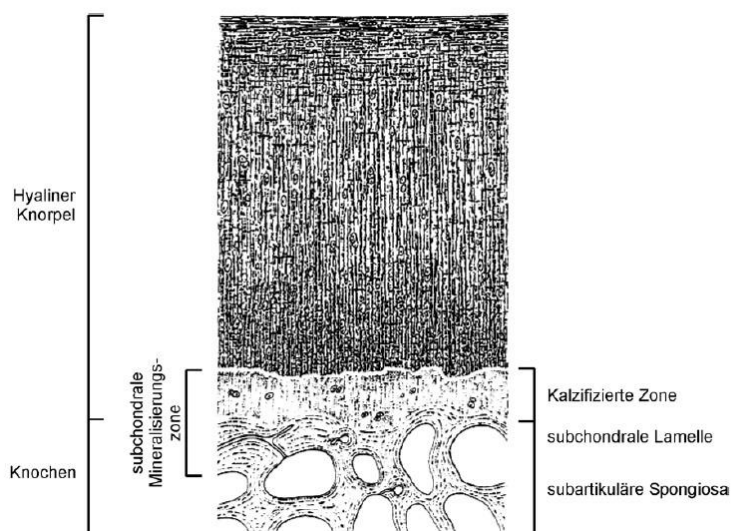 Hyaliner
Knorpel
Knochen
subchondrale
Mineralisierungs-
zone
Kalzifizierte Zone
subchondrale Lamelle
subartikuläre Spongiosa